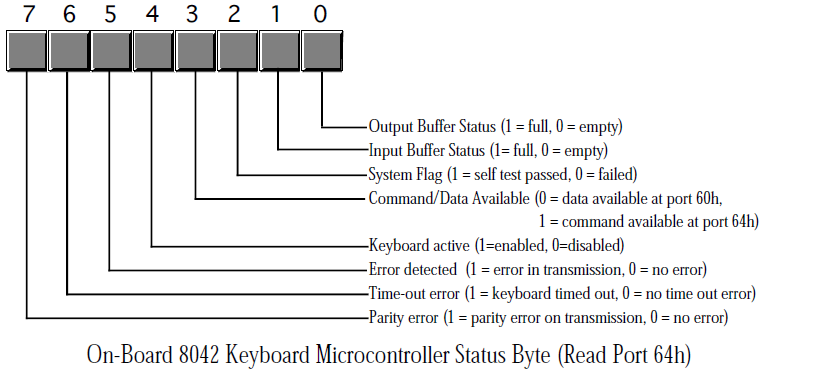 7 6 5 4 3 2 1 0
Output Buffer Status (1 = full, 0 = empty)
Input Buffer Status (1= full, 0 = empty)
System Flag (1 = self test passed, 0 = failed)
Command/Data Available (0 = data available at port 60h,
1 = command available at port 64h)
Keyboard active (1=enabled, 0=disabled)
Error detected (1 = error in transmission, 0 = no error)
Time-out error (1 = keyboard timed out, 0 = no time out error)
Parity error (1 = parity error on transmission, 0 = no error)
On-Board 8042 Keyboard Microcontroller Status Byte (Read Port 64h)